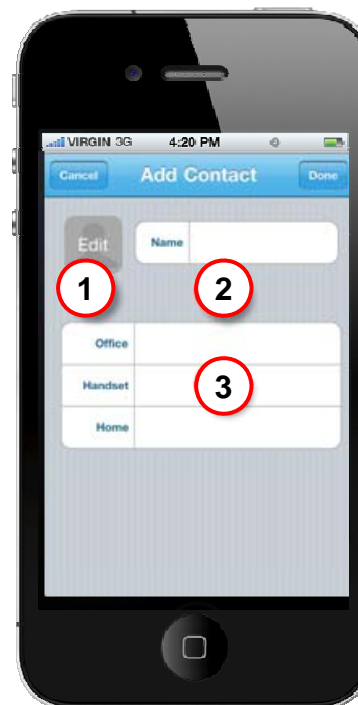 VIRGIN 3G 4:20 PM
Cancel Add Contact Done
Edit Name
1 2
Office
Handset 3
Home